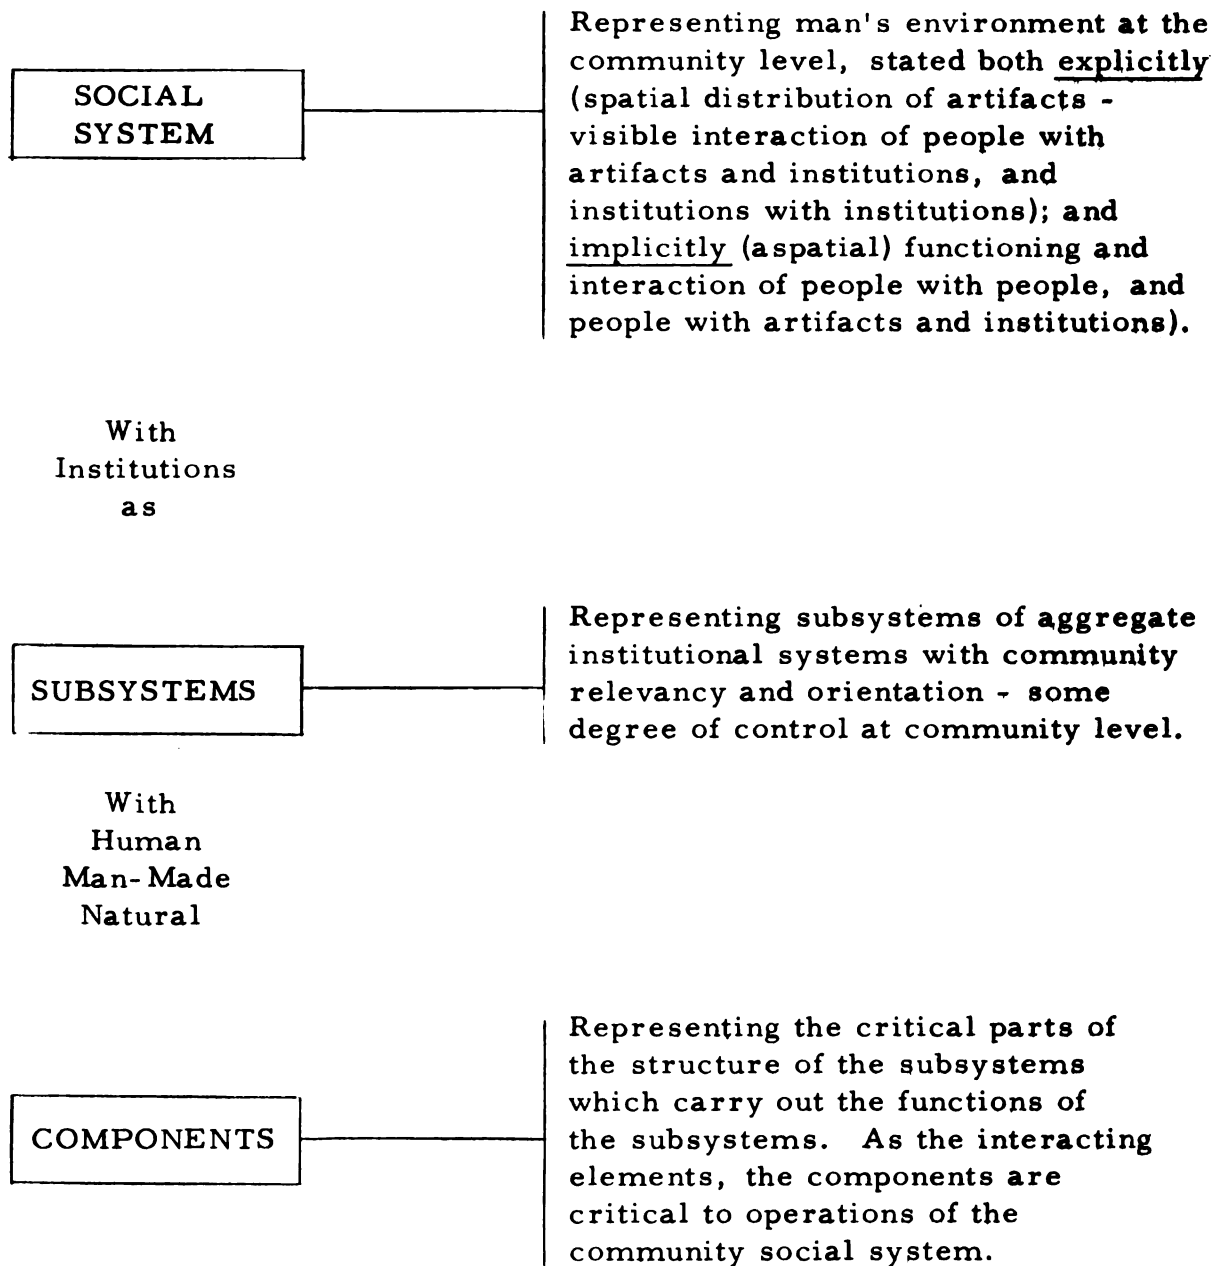 SOCIAL
SYSTEM
Representing man's environment at the
community level, stated both explicitly
(spatial distribution of artifacts -
visible interaction of people with
artifacts and institutions, and
institutions with institutions); and
implicitly (aspatial) functioning and
interaction of people with people, and
people with artifacts and institutions).
With
Institutions
as
SUBSYSTEMS
Representing subsystems of aggregate
institutional systems with community
relevancy and orientation - some
degree of control at community level.
With
Human
Man-Made
Natural
COMPONENTS
Representing the critical parts of
the structure of the subsystems
which carry out the functions of
the subsystems. As the interacting
elements, the components are
critical to operations of the
community social system.